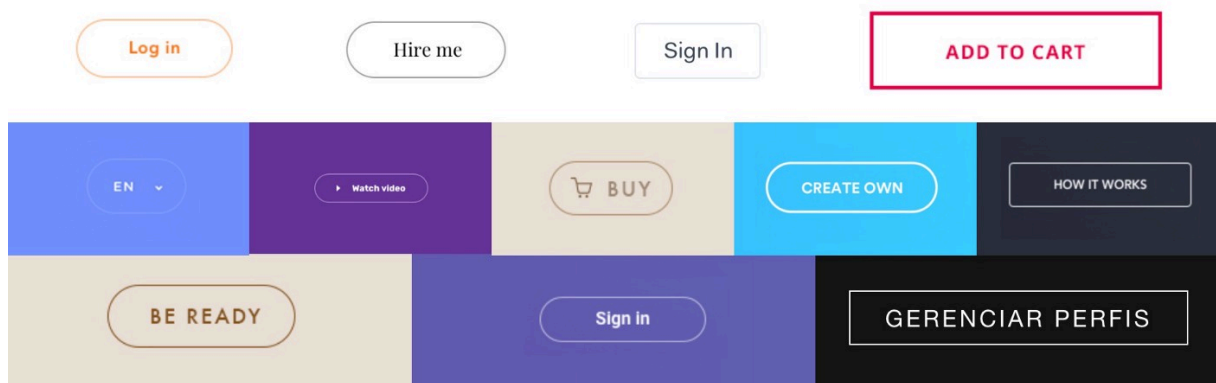 Log in
Hire me
Sign In
ADD TO CART
EN
Watch video
BUY
CREATE OWN
HOW IT WORKS
BE READY
Sign in
GERENCIAR PERFIS